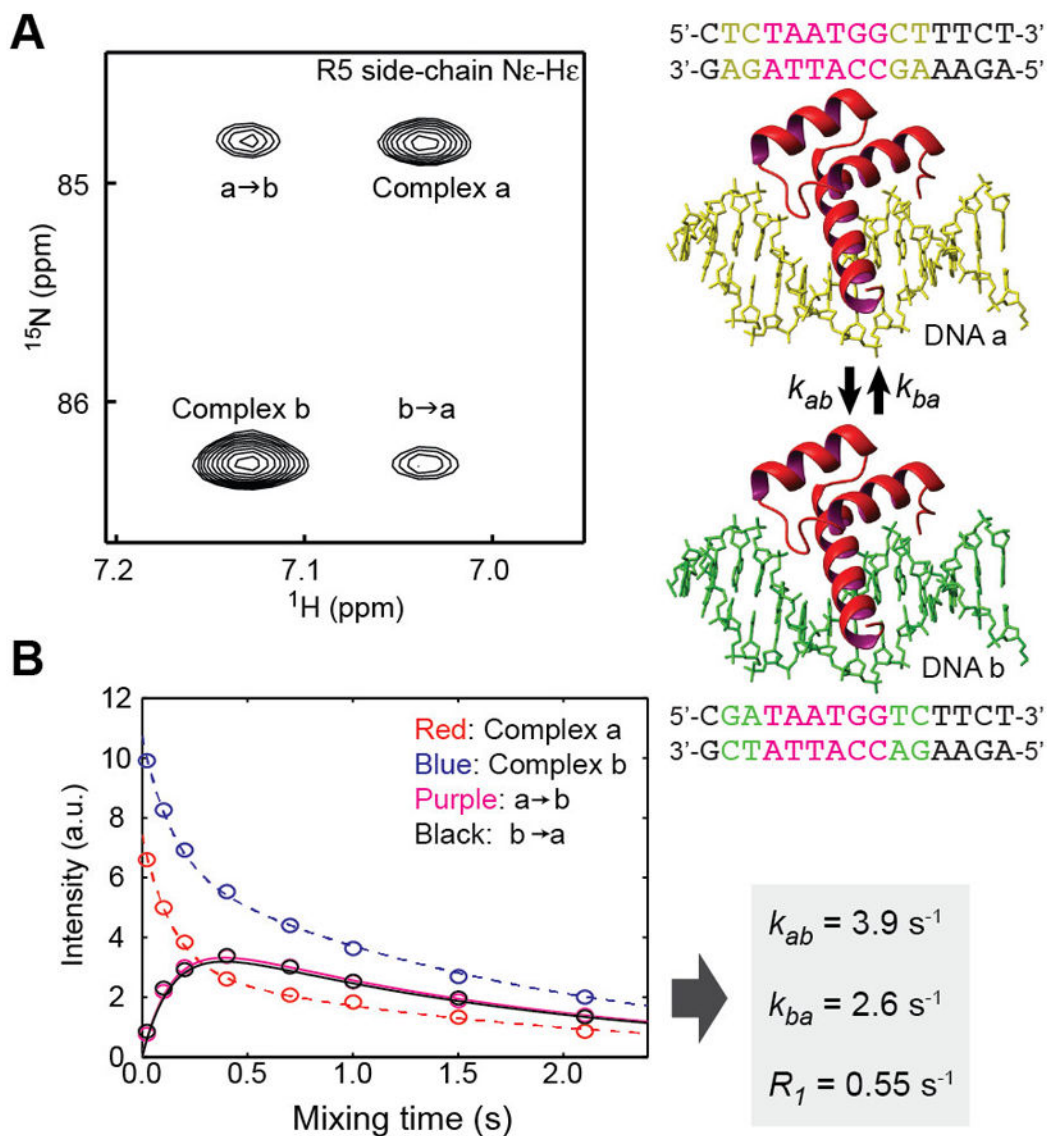 A
R5 side-chain Nε-Hε
a→b
Complex a
Complex b
b→a
85
86
15N (ppm)
7.2
7.1
7.0
1H (ppm)
5’-CTCTAATGGCTTTCT-3’
3’-GAGATTACCGAAAGA-5’
DNA a
kab
kba
DNA b
5’-CGATAATGGTCTTCT-3’
3’-GCTATTACCAGAAGA-5’
B
12
10
8
6
4
2
0
Intensity (a.u.)
Red: Complex a
Blue: Complex b
Purple: a→b
Black: b→a
0.0
0.5
1.0
1.5
2.0
Mixing time (s)
kab = 3.9 s-1
kba = 2.6 s-1
R1 = 0.55 s-1